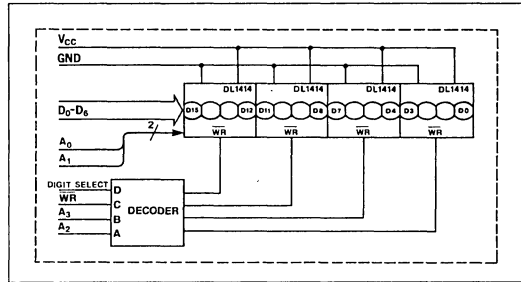 VCC
GND
DL1414 DL1414 DL1414 DL1414
D15 D12 D11 D8 D7 D4 D3 D0
D0-D6
WR WR WR WR
2
A0
A1
DIGIT SELECT D
WR C
DECODER
A3 B
A2 A